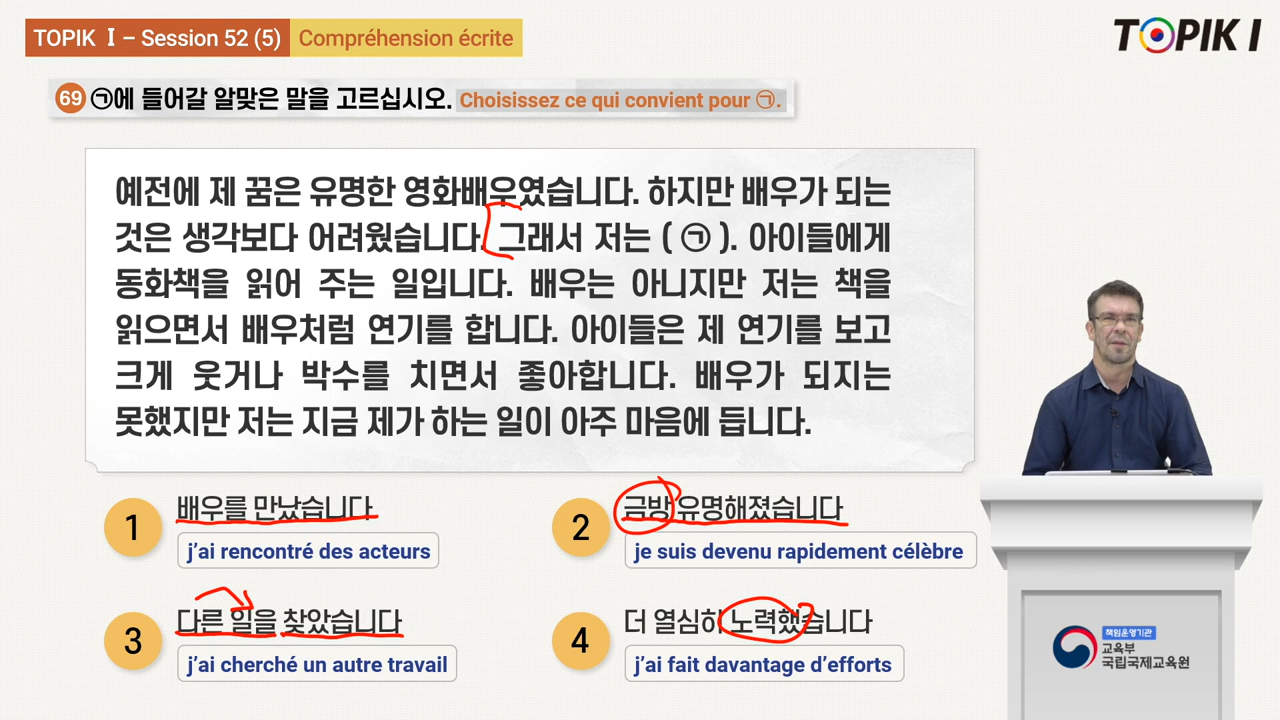 TOPIK Ⅰ – Session 52 (5) Compréhension écrite
TOPIK I
69 ㉠에 들어갈 알맞은 말을 고르십시오. Choisissez ce qui convient pour ㉠.
예전에 제 꿈은 유명한 영화배우였습니다. 하지만 배우가 되는
것은 생각보다 어려웠습니다. 그래서 저는 ( ㉠ ). 아이들에게
동화책을 읽어 주는 일입니다. 배우는 아니지만 저는 책을
읽으면서 배우처럼 연기를 합니다. 아이들은 제 연기를 보고
크게 웃거나 박수를 치면서 좋아합니다. 배우가 되지는
못했지만 저는 지금 제가 하는 일이 아주 마음에 듭니다.
1 배우를 만났습니다
j’ai rencontré des acteurs
2 금방 유명해졌습니다
je suis devenu rapidement célèbre
3 다른 일을 찾았습니다
j’ai cherché un autre travail
4 더 열심히 노력했습니다
j’ai fait davantage d’efforts
책임운영기관
교육부
국립국제교육원